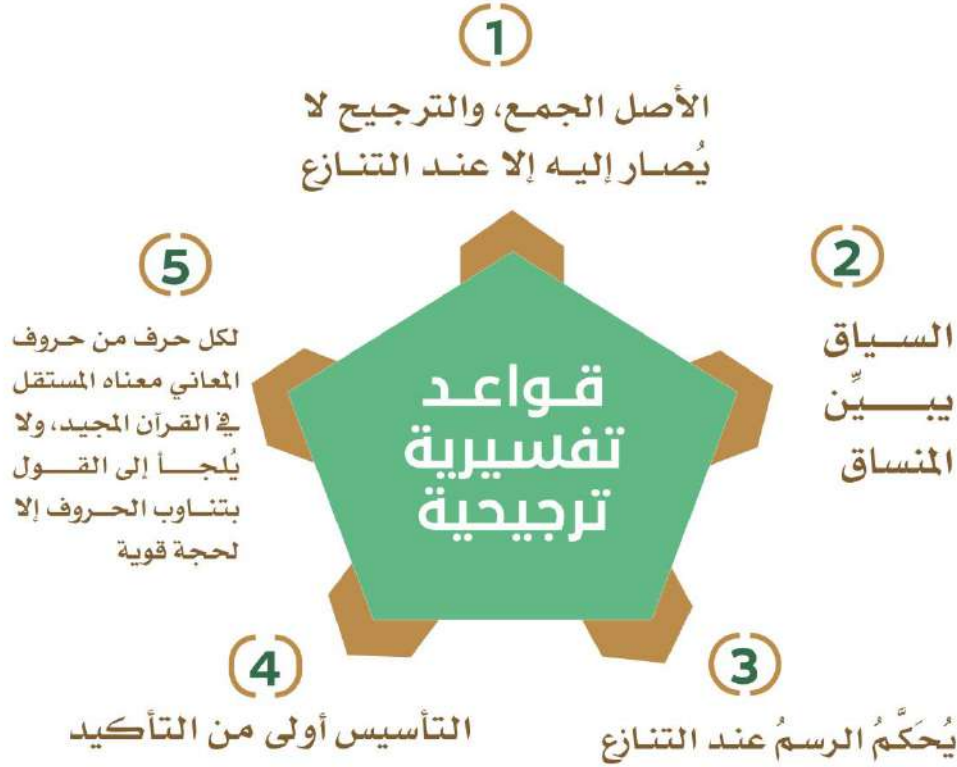 1
الأصل الجمع، والترجيح لا
يُصار إليه إلا عند التنازع
2
السياق
يبيِّن
المنساق
3
يُحَكَّمُ الرسمُ عند التنازع
4
التأسيس أولى من التأكيد
5
لكل حرف من حروف
المعاني معناه المستقل
في القرآن المجيد، ولا
يُلجأ إلى القول
بتناوب الحروف إلا
لحجة قوية
قواعد
تفسيرية
ترجيحية